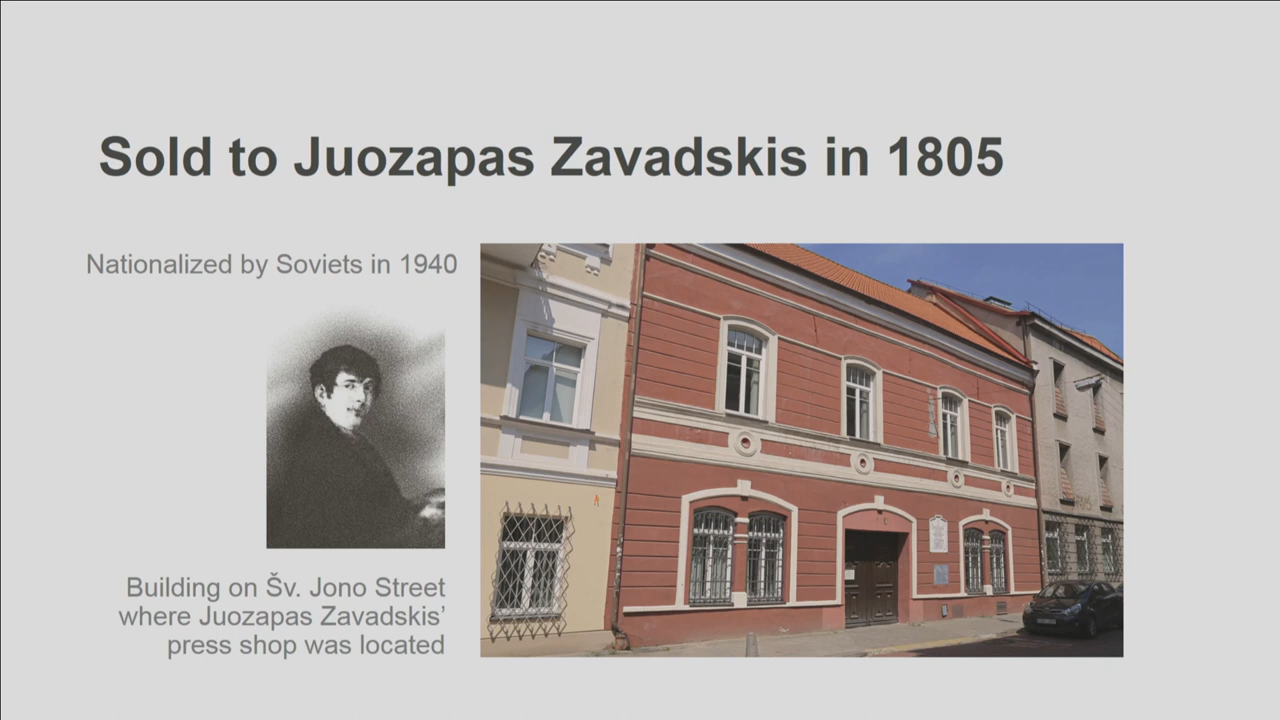 Sold to Juozapas Zavadskis in 1805
Nationalized by Soviets in 1940
Building on Šv. Jono Street
where Juozapas Zavadskis’
press shop was located